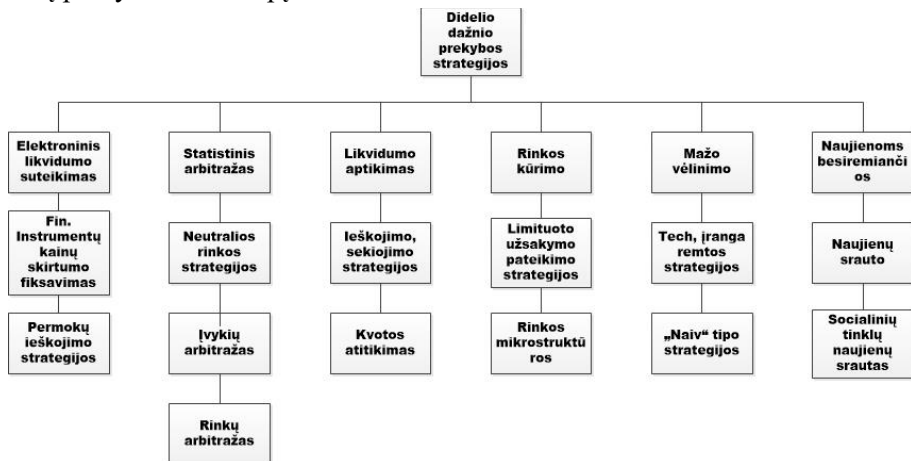 Didelio
dažnio
prekybos
strategijos
Elektroninis
likvidumo
suteikimas
Statistinis
arbitražas
Likvidumo
aptikimas
Rinkos
kūrimo
Mažo
vėlinimo
Naujienoms
besiremianči
os
Fin.
Instrumentų
kainų
skirtumo
fiksavimas
Neutralios
rinkos
strategijos
Ieškojimo,
sekiojimo
strategijos
Limituoto
užsakymo
pateikimo
strategijos
Tech, įranga
remtos
strategijos
Naujienų
srauto
Permokų
ieškojimo
strategijos
Įvykių
arbitražas
Kvotos
atitikimas
Rinkos
mikrostruktū
ros
„Naiv“ tipo
strategijos
Socialinių
tinklų
naujienų
srautas
Rinkų
arbitražas